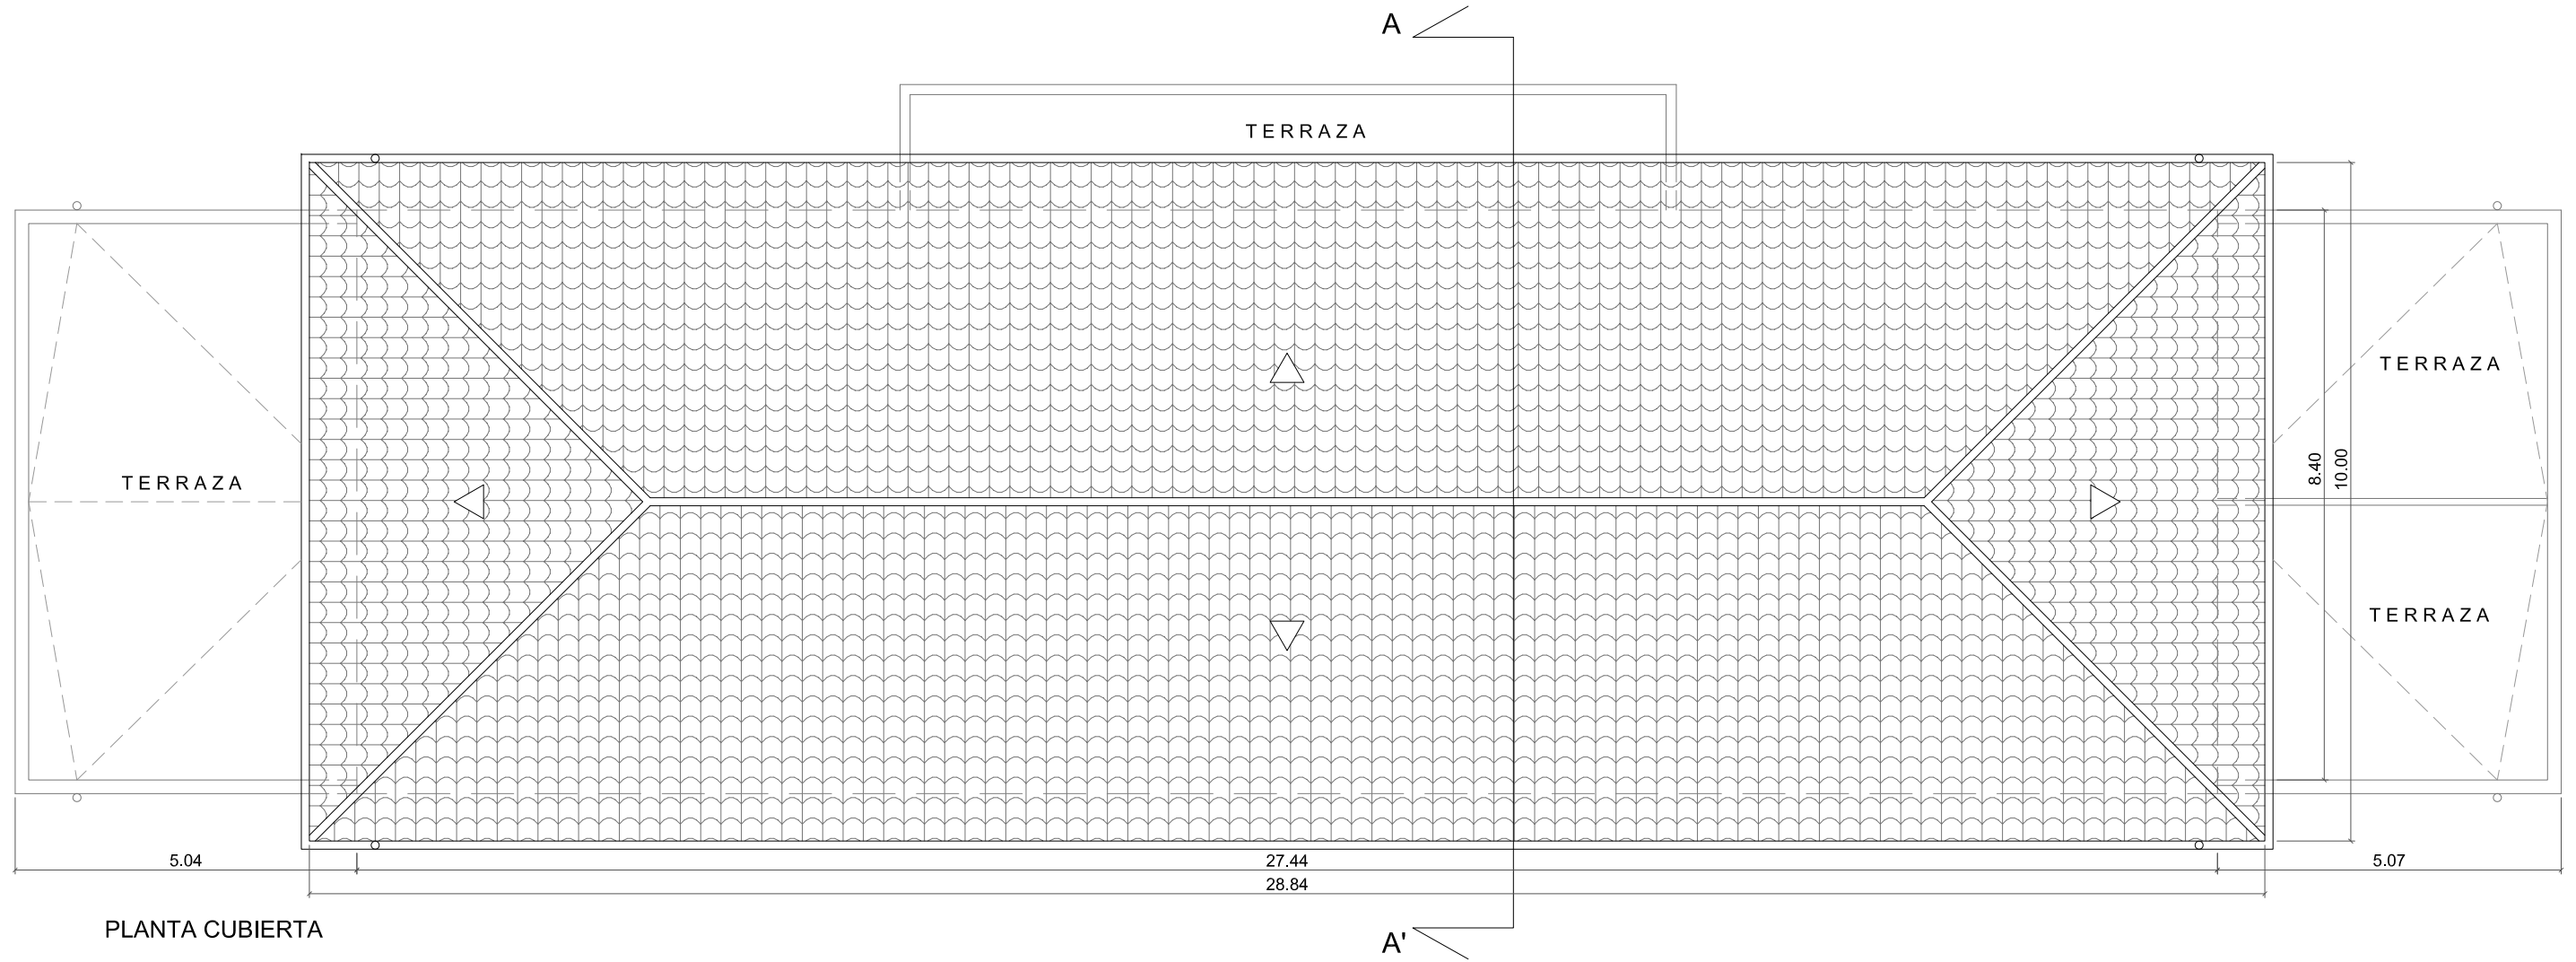 A
TERRAZA
TERRAZA
8.40
10.00
TERRAZA
TERRAZA
5.04
27.44
5.07
28.84
PLANTA CUBIERTA
A'